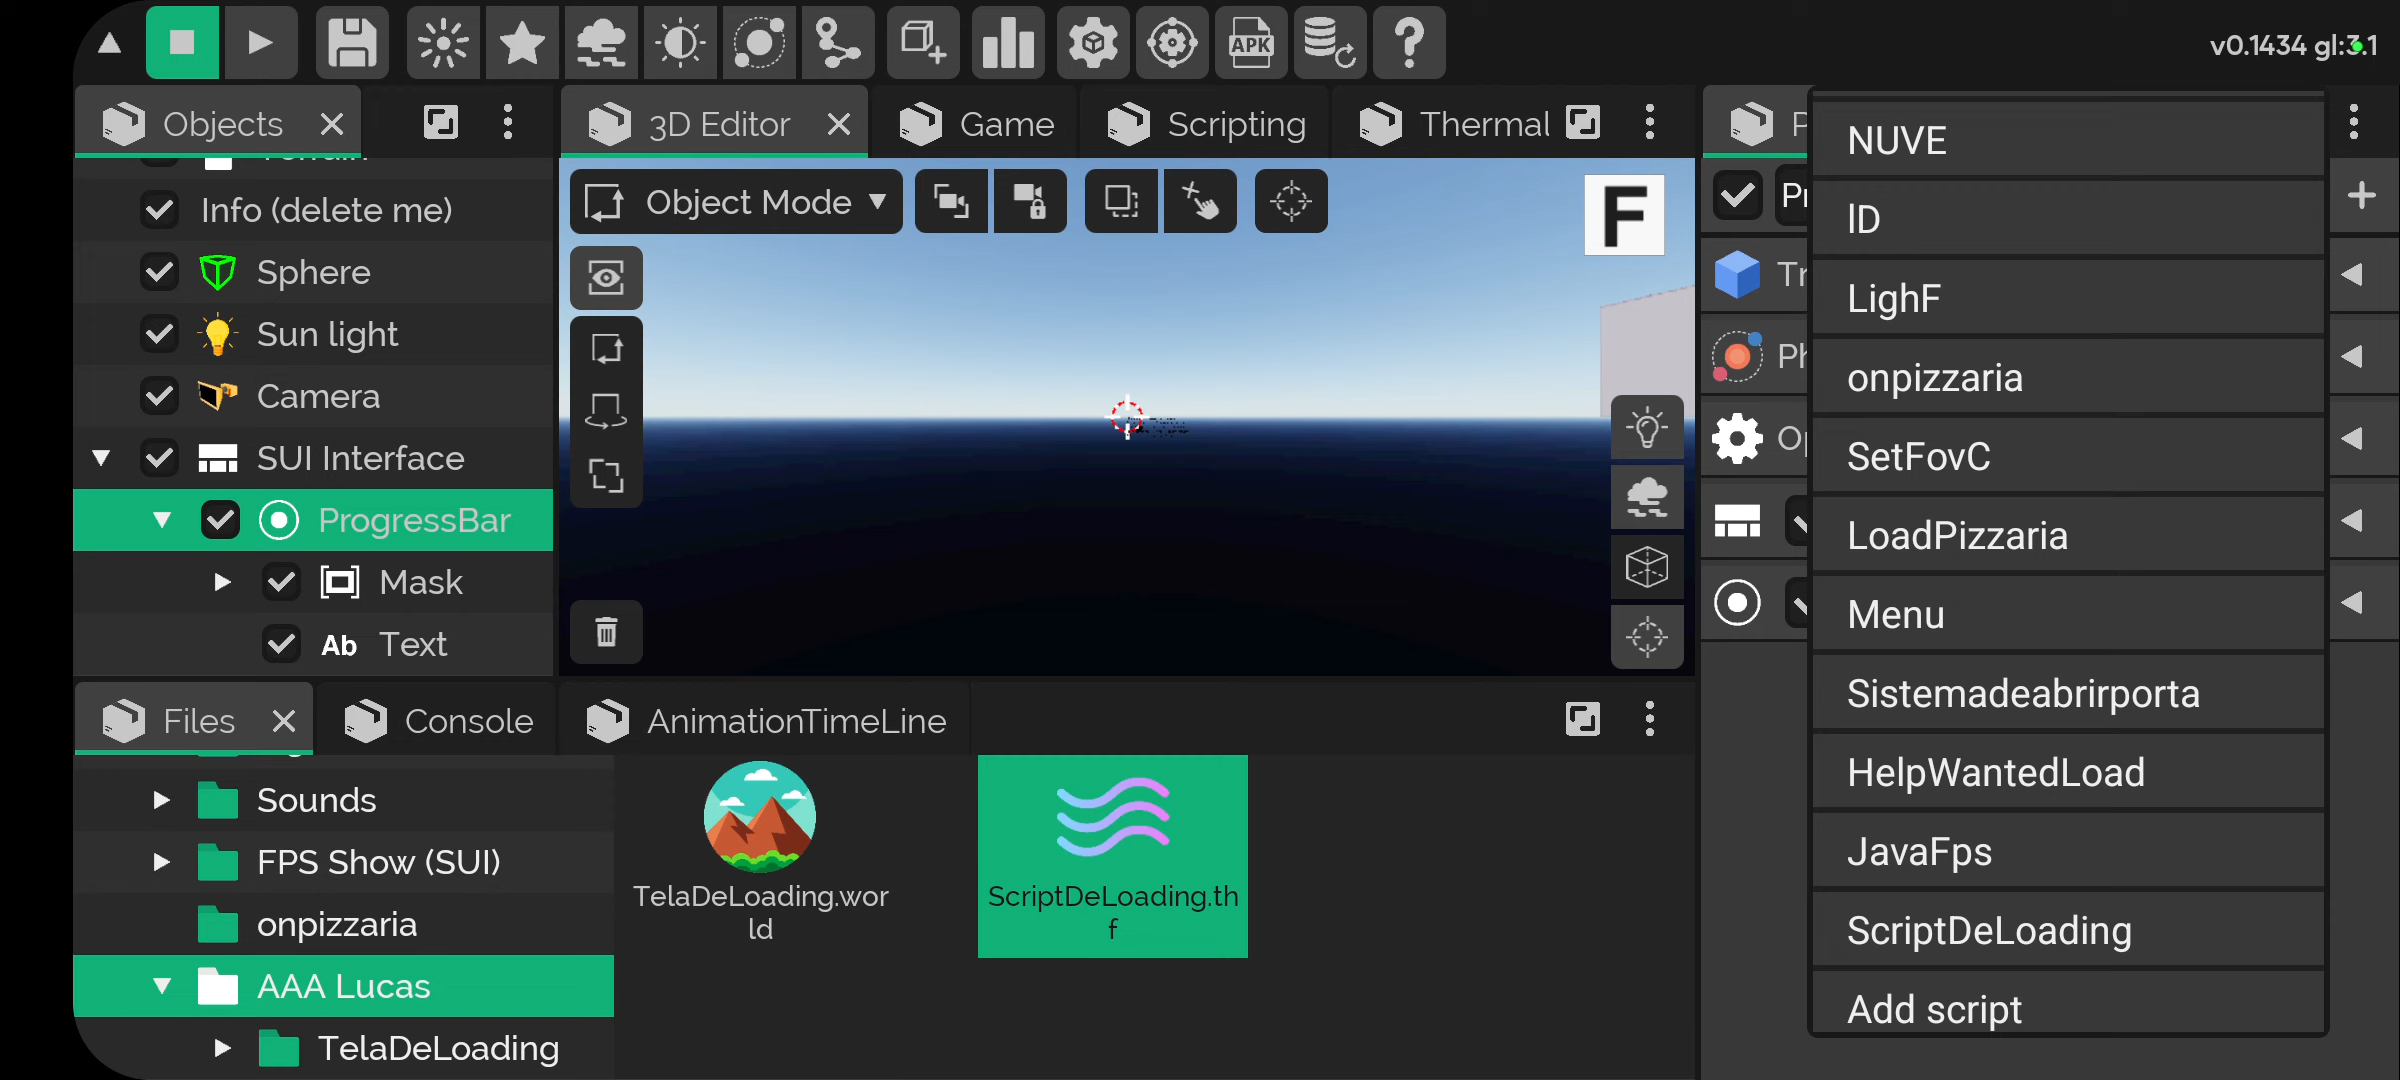 APK
v0.1434 gl:3.1
Objects
3D Editor
Game
Scripting
Thermal
Info (delete me)
Sphere
Sun light
Camera
SUI Interface
ProgressBar
Mask
Ab Text
Object Mode
F
NUVE
ID
LighF
onpizzaria
SetFovC
LoadPizzaria
Menu
Sistemadeabrirporta
HelpWantedLoad
JavaFps
ScriptDeLoading
Add script
Files
Console
AnimationTimeLine
Sounds
FPS Show (SUI)
onpizzaria
AAA Lucas
TelaDeLoading
TelaDeLoading.wor
ld
ScriptDeLoading.th
f